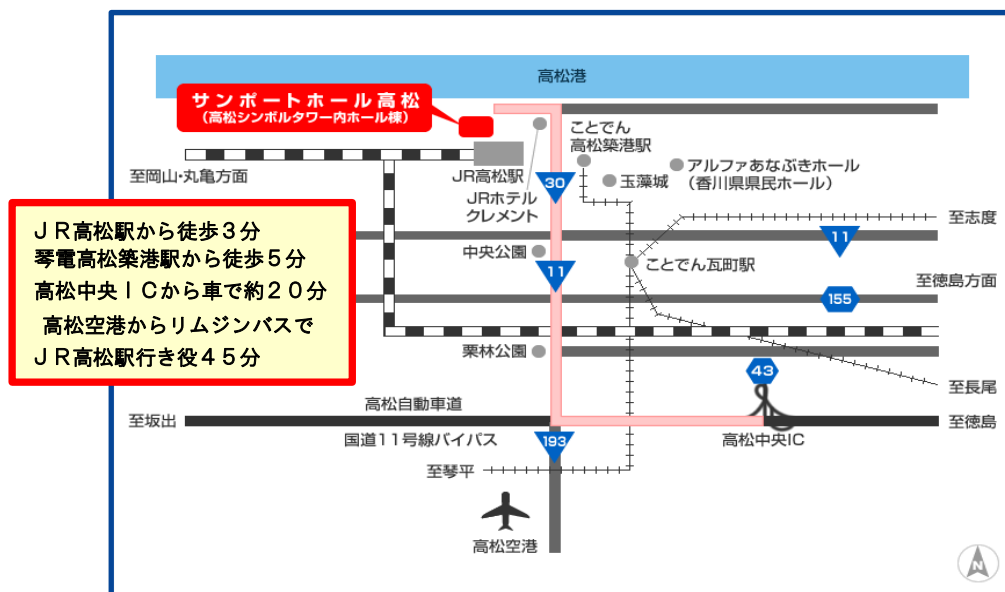 高松港
サンポートホール高松
(高松シンボルタワー内ホール棟)
ことでん
高松築港駅
アルファあなぶきホール
(香川県県民ホール)
玉藻城
至岡山・丸亀方面
JR高松駅
JRホテル
クレメント
30
至志度
11
ＪＲ高松駅から徒歩３分
琴電高松築港駅から徒歩５分
高松中央ＩＣから車で約２０分
高松空港からリムジンバスで
ＪＲ高松駅行き役４５分
中央公園
11
ことでん瓦町駅
至徳島方面
155
栗林公園
43
至長尾
高松自動車道
至坂出
国道11号線バイパス
193
高松中央IC
至徳島
至琴平
高松空港
N